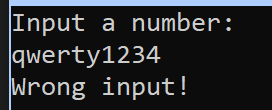 Input a number:
qwerty1234
Wrong input!